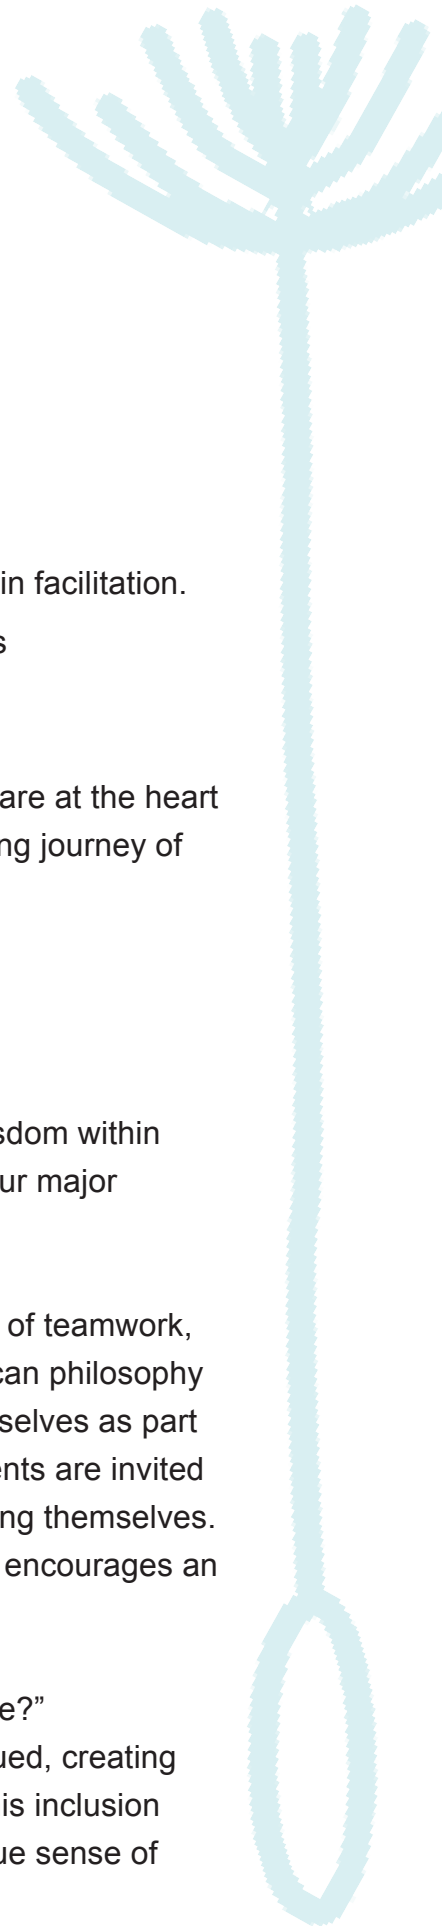 in facilitation.
s
are at the heart
ng journey of
sdom within
ur major
of teamwork,
can philosophy
selves as part
ents are invited
ng themselves.
encourages an
e?”
ued, creating
is inclusion
ue sense of